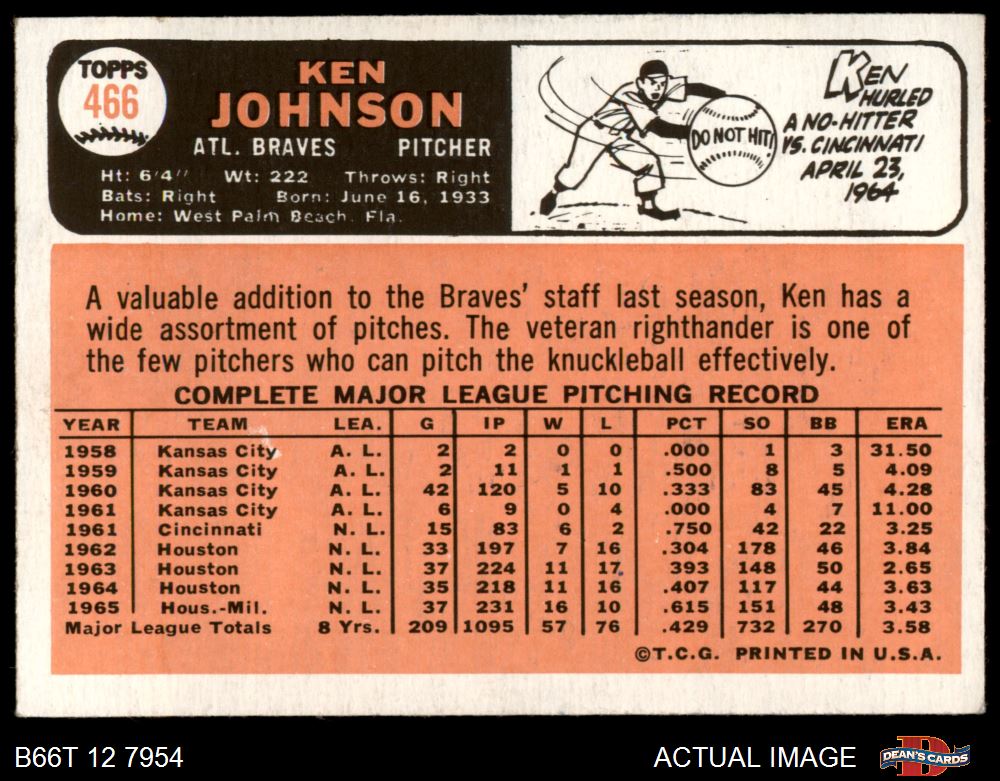 TOPPS
466
KEN
JOHNSON
ATL. BRAVES PITCHER
Ht: 6'4" Wt: 222 Throws: Right
Bats: Right Born: June 16, 1933
Home: West Palm Beach, Fla.
DO NOT HIT!
KEN
HURLED
A NO-HITTER
VS. CINCINNATI
APRIL 23,
1964
A valuable addition to the Braves' staff last season, Ken has a
wide assortment of pitches. The veteran righthander is one of
the few pitchers who can pitch the knuckleball effectively.
COMPLETE MAJOR LEAGUE PITCHING RECORD
YEAR TEAM LEA. G IP W L PCT SO BB ERA
1958 Kansas City A. L. 2 2 0 0 .000 1 3 31.50
1959 Kansas City A. L. 2 11 1 1 .500 8 5 4.09
1960 Kansas City A. L. 42 120 5 10 .333 83 45 4.28
1961 Kansas City A. L. 6 9 0 4 .000 4 7 11.00
1961 Cincinnati N. L. 15 83 6 2 .750 42 22 3.25
1962 Houston N. L. 33 197 7 16 .304 178 46 3.84
1963 Houston N. L. 37 224 11 17 393 148 50 2.65
1964 Houston N. L. 35 218 11 16 .407 117 44 3.63
1965 Hous.-Mil. N. L. 37 231 16 10 .615 151 48 3.43
Major League Totals 8 Yrs. 209 1095 57 76 .429 732 270 3.58
©T.C.G. PRINTED IN U.S.A.
B66T 12 7954 ACTUAL IMAGE DEAN'S CARDS